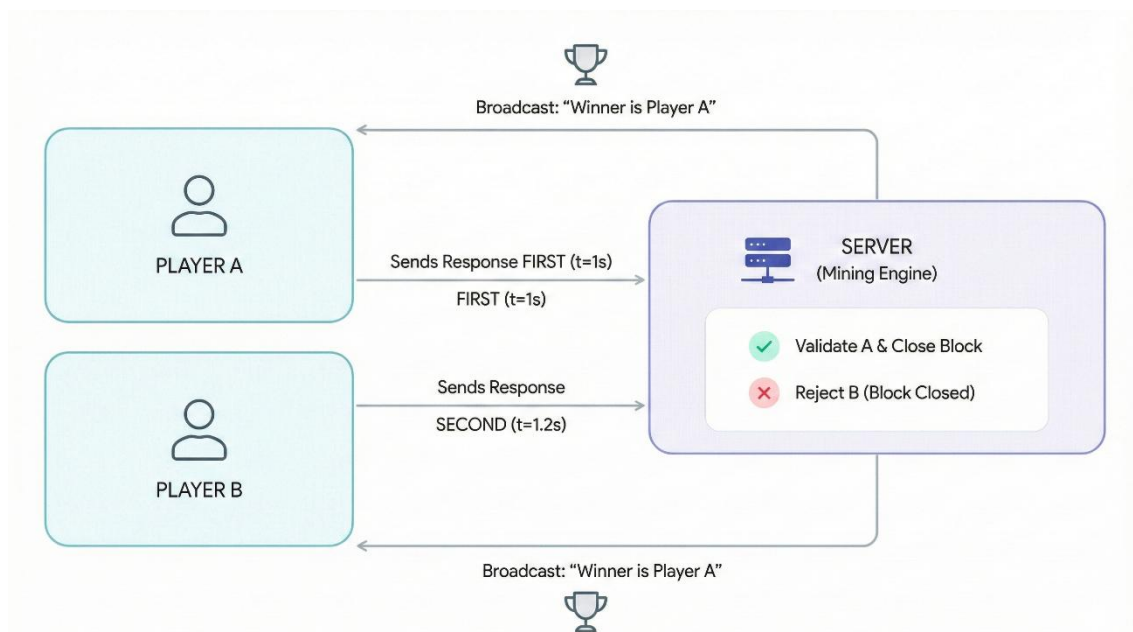 Broadcast: “Winner is Player A”
PLAYER A
Sends Response FIRST (t=1s)
FIRST (t=1s)
SERVER
(Mining Engine)
Validate A & Close Block
Reject B (Block Closed)
PLAYER B
Sends Response
SECOND (t=1.2s)
Broadcast: “Winner is Player A”